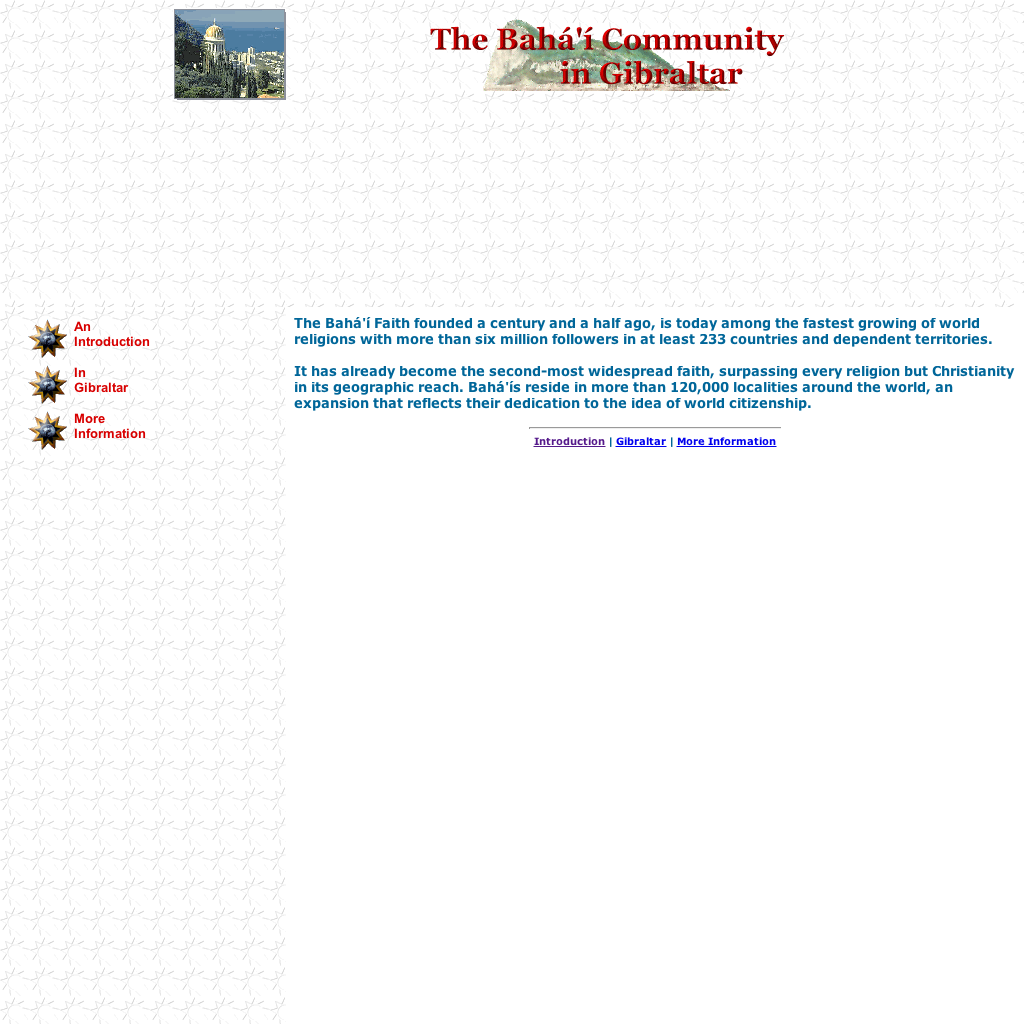 The Bahá'í Community
in Gibraltar
An
Introduction
In
Gibraltar
More
Information
The Bahá'í Faith founded a century and a half ago, is today among the fastest growing of world
religions with more than six million followers in at least 233 countries and dependent territories.
It has already become the second-most widespread faith, surpassing every religion but Christianity
in its geographic reach. Bahá'ís reside in more than 120,000 localities around the world, an
expansion that reflects their dedication to the idea of world citizenship.
Introduction | Gibraltar | More Information